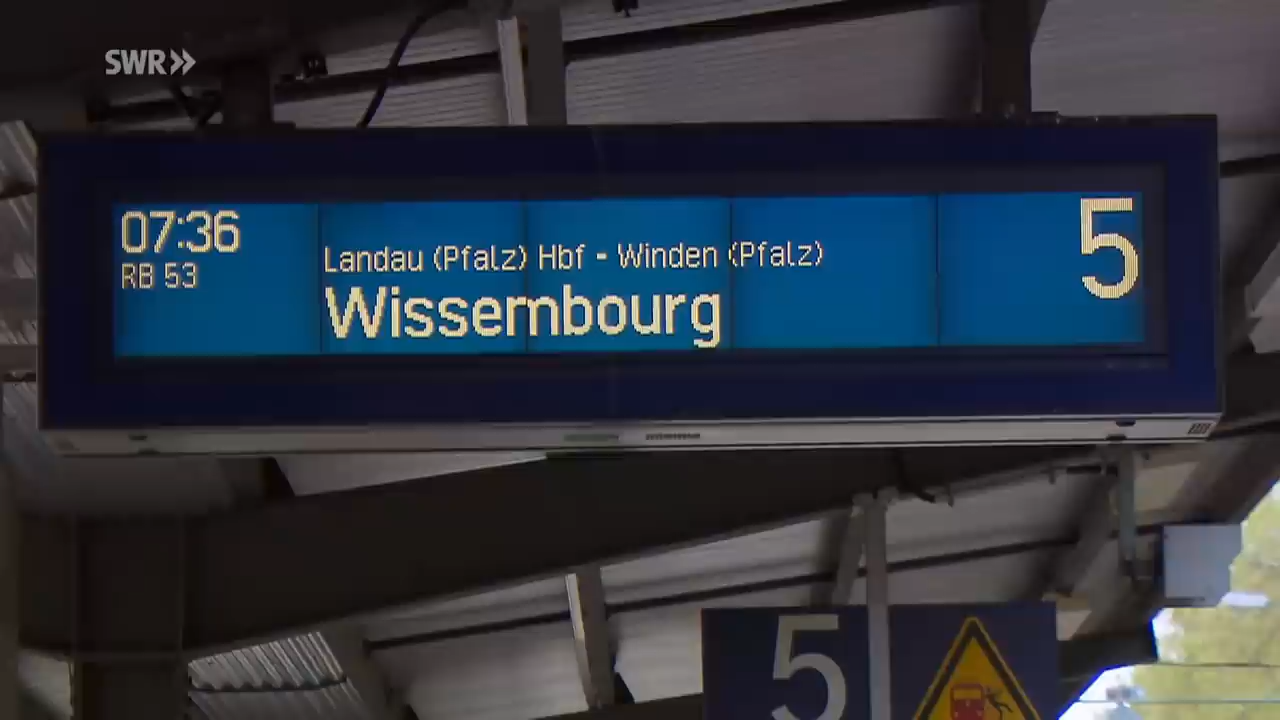 SWR»
07:36
RB 53
Landau (Pfalz) Hbf - Winden (Pfalz)
Wissembourg
5
5